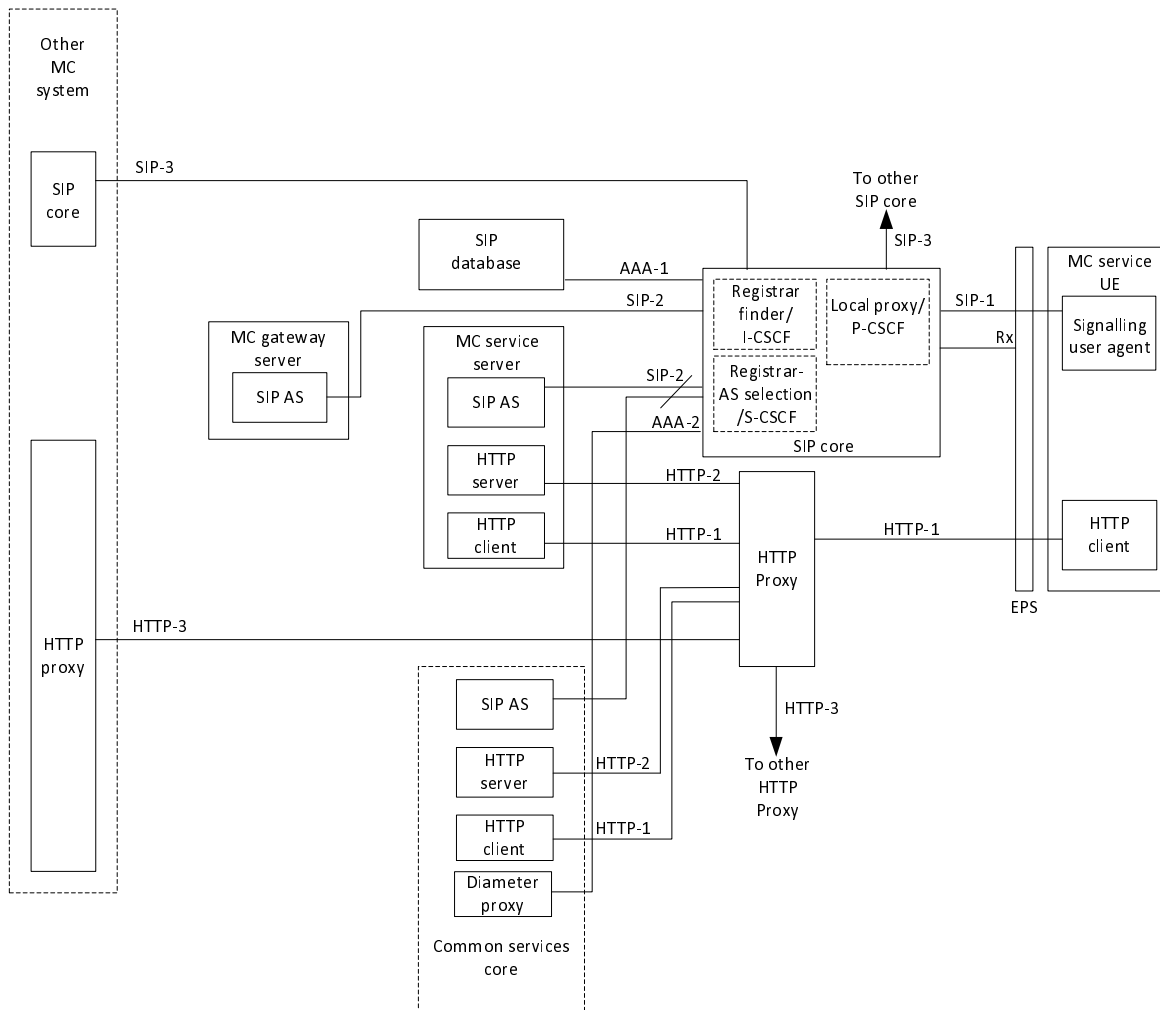 Other
MC
system
SIP
core
SIP-3
To other
SIP core
SIP-3
SIP
database
AAA-1
SIP-2
MC gateway
server
SIP AS
MC service
server
SIP AS
SIP-2
AAA-2
HTTP
server
HTTP-2
HTTP
client
HTTP-1
Registrar
finder/
I-CSCF
Local proxy/
P-CSCF
Registrar-
AS selection
/S-CSCF
SIP core
SIP-1
Rx
MC service
UE
Signalling
user agent
HTTP
Proxy
HTTP-1
HTTP
client
EPS
HTTP
proxy
HTTP-3
SIP AS
HTTP
server
HTTP-2
HTTP
client
HTTP-1
Diameter
proxy
Common services
core
HTTP-3
To other
HTTP
Proxy